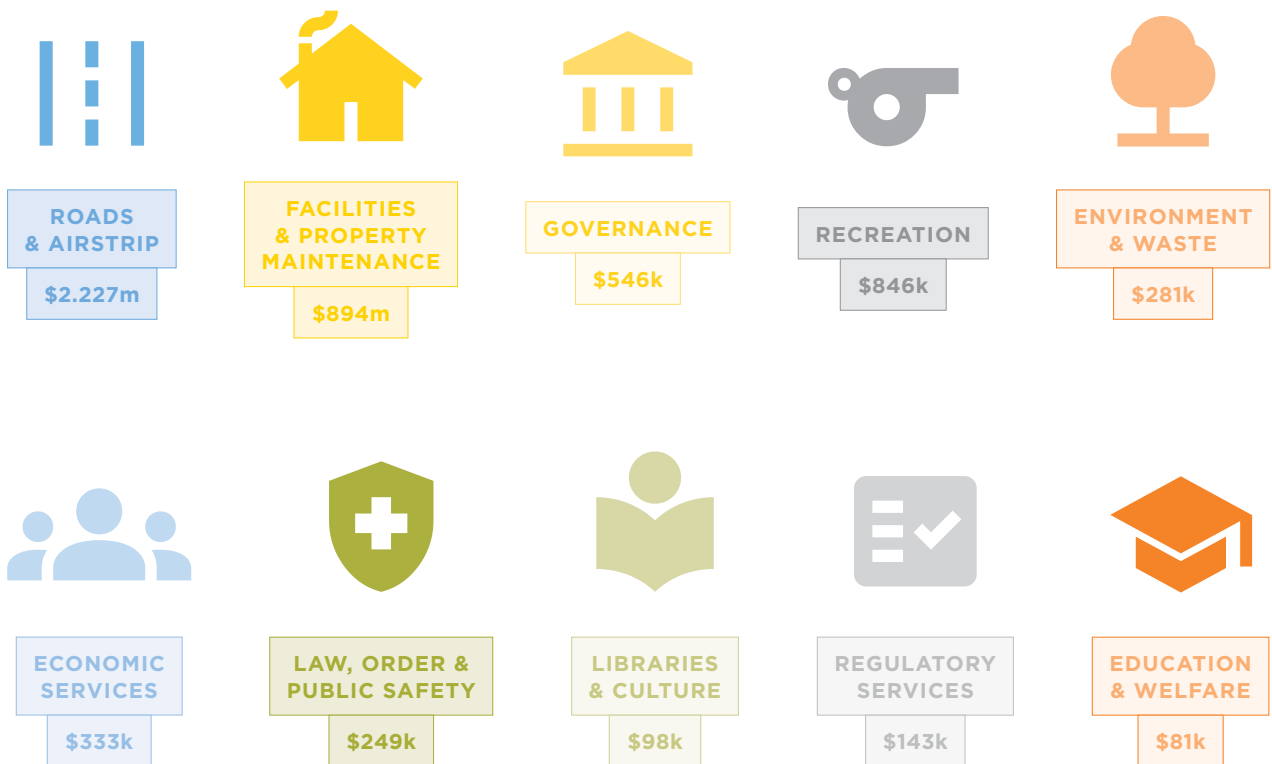 ROADS
& AIRSTRIP
$2.227m
FACILITIES
& PROPERTY
MAINTENANCE
$894m
GOVERNANCE
$546k
RECREATION
$846k
ENVIRONMENT
& WASTE
$281k
ECONOMIC
SERVICES
$333k
LAW, ORDER &
PUBLIC SAFETY
$249k
LIBRARIES
& CULTURE
$98k
REGULATORY
SERVICES
$143k
EDUCATION
& WELFARE
$81k